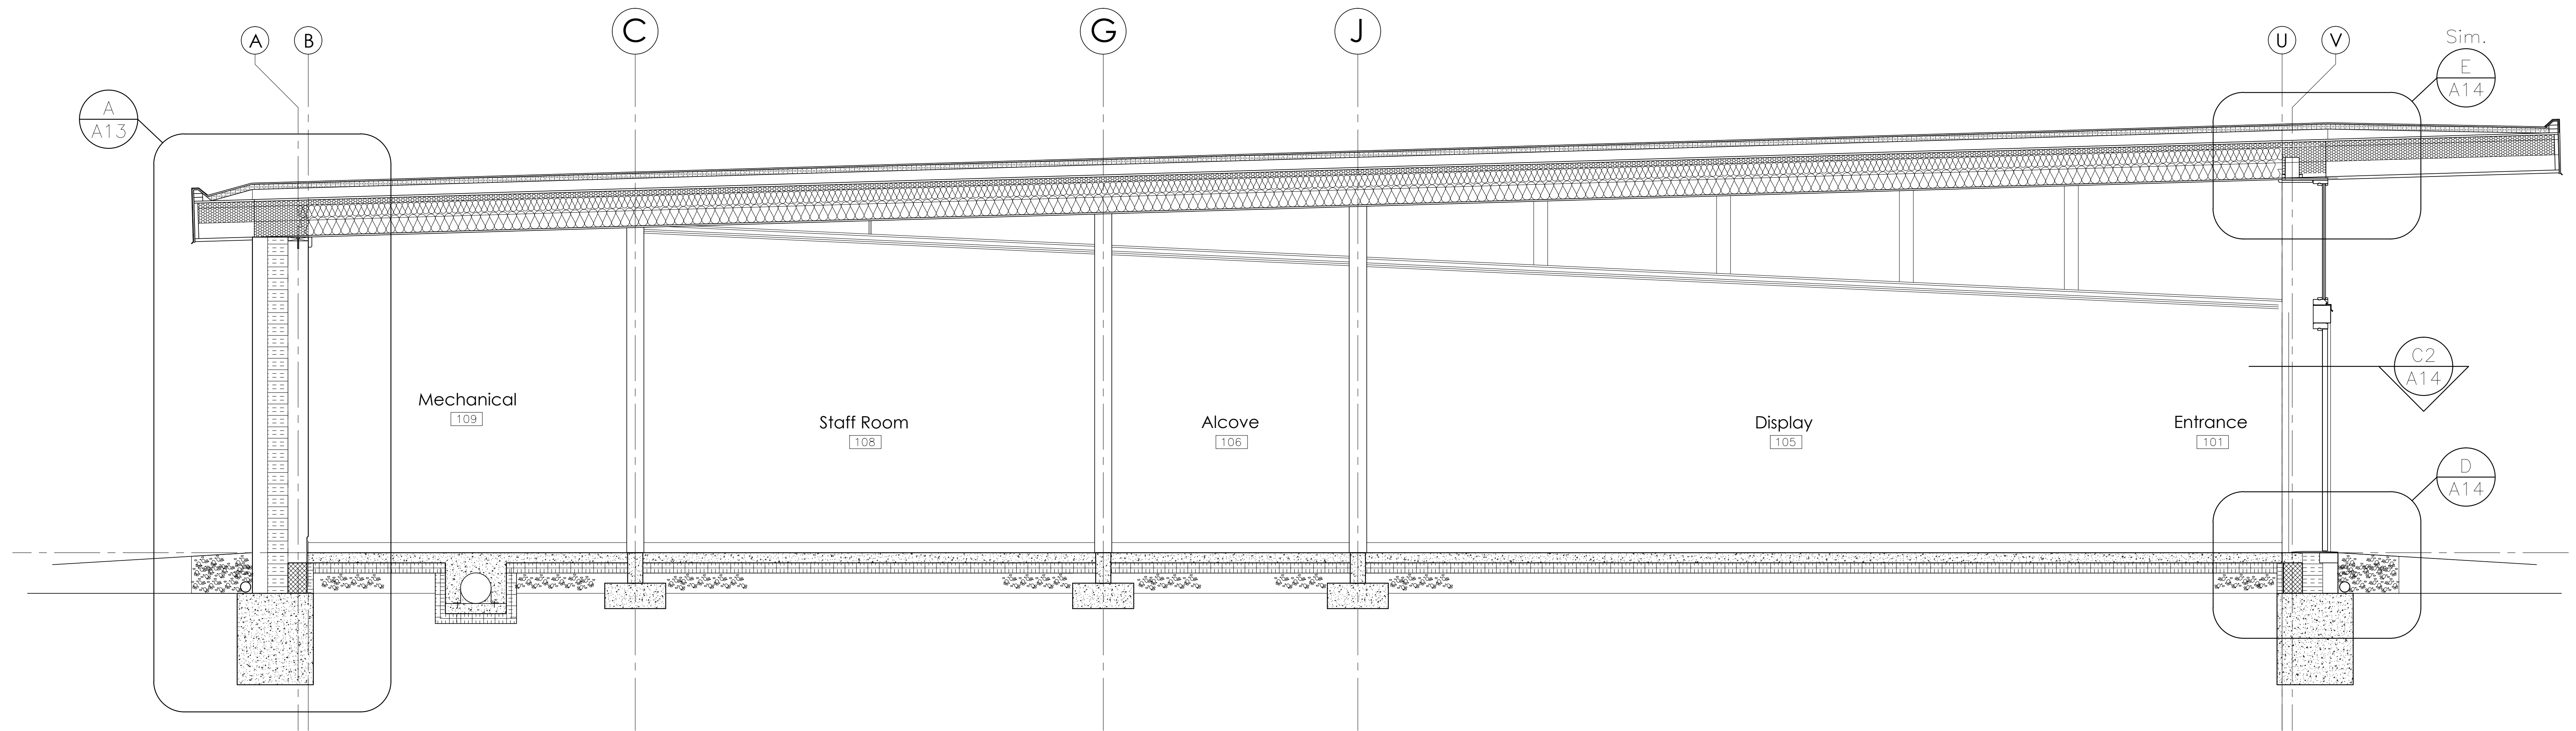 A
B
C
G
J
U
V
Sim.
E
A14
A
A13
C2
A14
Mechanical
109
Staff Room
108
Alcove
106
Display
105
Entrance
101
D
A14